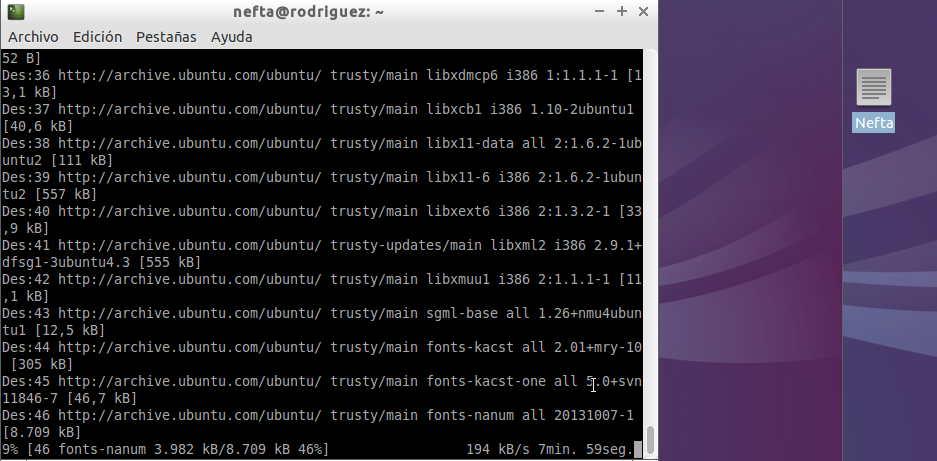 nefta@rodriguez: ~
Archivo Edición Pestañas Ayuda
52 B]
Des:36 http://archive.ubuntu.com/ubuntu/ trusty/main libxdmcp6 i386 1:1.1.1-1 [1
3,1 kB]
Des:37 http://archive.ubuntu.com/ubuntu/ trusty/main libxcb1 i386 1.10-2ubuntu1
[40,6 kB]
Des:38 http://archive.ubuntu.com/ubuntu/ trusty/main libx11-data all 2:1.6.2-1ub
untu2 [111 kB]
Des:39 http://archive.ubuntu.com/ubuntu/ trusty/main libx11-6 i386 2:1.6.2-1ubun
tu2 [557 kB]
Des:40 http://archive.ubuntu.com/ubuntu/ trusty/main libxext6 i386 2:1.3.2-1 [33
,9 kB]
Des:41 http://archive.ubuntu.com/ubuntu/ trusty-updates/main libxml2 i386 2.9.1+
dfsg1-3ubuntu4.3 [555 kB]
Des:42 http://archive.ubuntu.com/ubuntu/ trusty/main libxmuu1 i386 2:1.1.1-1 [11
,1 kB]
Des:43 http://archive.ubuntu.com/ubuntu/ trusty/main sgml-base all 1.26+nmu4ubun
tu1 [12,5 kB]
Des:44 http://archive.ubuntu.com/ubuntu/ trusty/main fonts-kacst all 2.01+mry-10
[305 kB]
Des:45 http://archive.ubuntu.com/ubuntu/ trusty/main fonts-kacst-one all 5.0+svn
11846-7 [46,7 kB]
Des:46 http://archive.ubuntu.com/ubuntu/ trusty/main fonts-nanum all 20131007-1
[8.709 kB]
9% [46 fonts-nanum 3.982 kB/8.709 kB 46%] 194 kB/s 7min. 59seg.
Nefta